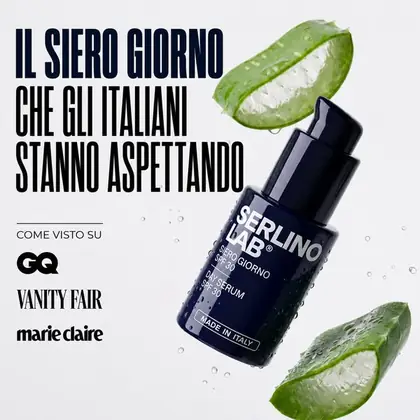 IL SIERO GIORNO
CHE GLI ITALIANI
STANNO ASPETTANDO
COME VISTO SU
GQ
VANITY FAIR
marie claire
SERLINO
LAB®
SIERO GIORNO
SPF 30
DAY SERUM
SPF 30
MADE IN ITALY